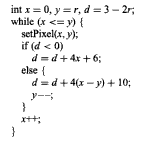 int x = 0, y = r, d = 3 − 2r;
while (x <= y) {
setPixel(x, y);
if (d < 0)
d = d + 4x + 6;
else {
d = d + 4(x − y) + 10;
y−−;
}
x++;
}